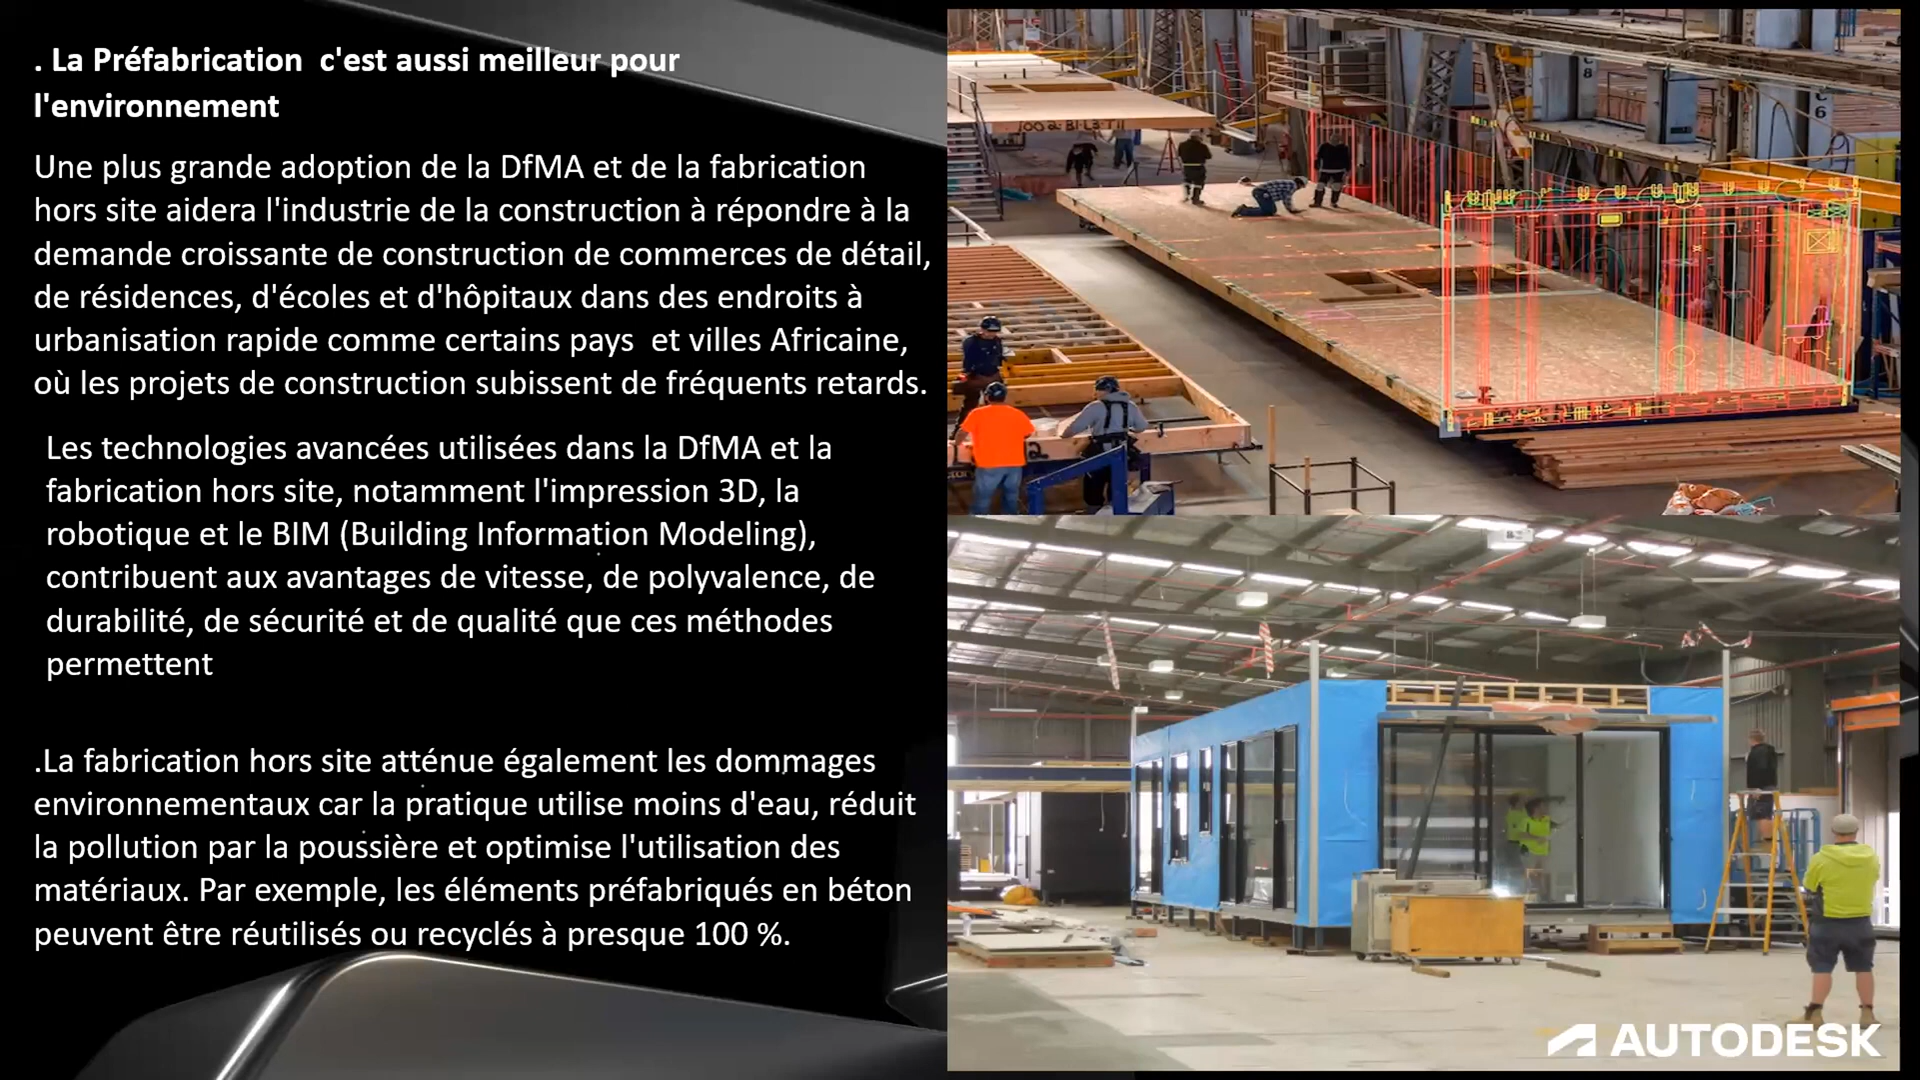 . La Préfabrication  c'est aussi meilleur pour
l'environnement
Une plus grande adoption de la DfMA et de la fabrication
hors site aidera l'industrie de la construction à répondre à la
demande croissante de construction de commerces de détail,
de résidences, d'écoles et d'hôpitaux dans des endroits à
urbanisation rapide comme certains pays  et villes Africaine,
où les projets de construction subissent de fréquents retards.
Les technologies avancées utilisées dans la DfMA et la
fabrication hors site, notamment l'impression 3D, la
robotique et le BIM (Building Information Modeling),
contribuent aux avantages de vitesse, de polyvalence, de
durabilité, de sécurité et de qualité que ces méthodes
permettent
.La fabrication hors site atténue également les dommages
environnementaux car la pratique utilise moins d'eau, réduit
la pollution par la poussière et optimise l'utilisation des
matériaux. Par exemple, les éléments préfabriqués en béton
peuvent être réutilisés ou recyclés à presque 100 %.
AUTODESK